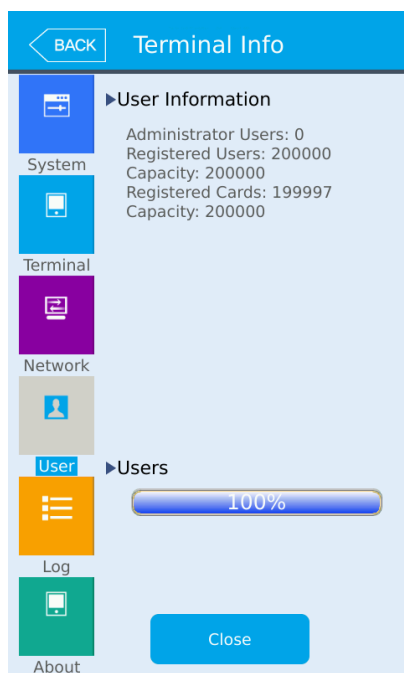 BACK
Terminal Info
System
Terminal
Network
User
Log
About
▶User Information
Administrator Users: 0
Registered Users: 200000
Capacity: 200000
Registered Cards: 199997
Capacity: 200000
▶Users
100%
Close